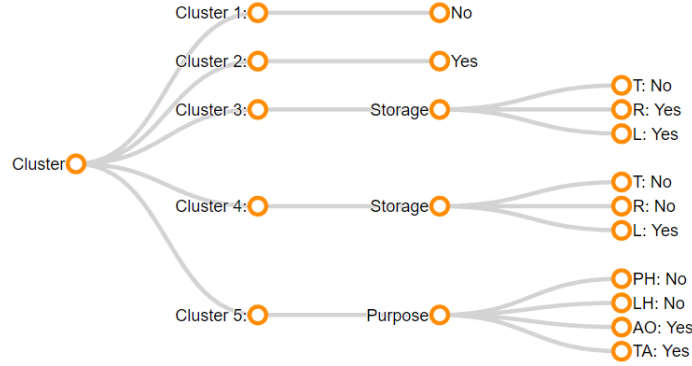 Cluster 1: No
Cluster 2: Yes
T: No
Cluster 3: Storage R: Yes
L: Yes
Cluster
T: No
Cluster 4: Storage R: No
L: Yes
PH: No
LH: No
Cluster 5: Purpose
AO: Yes
TA: Yes